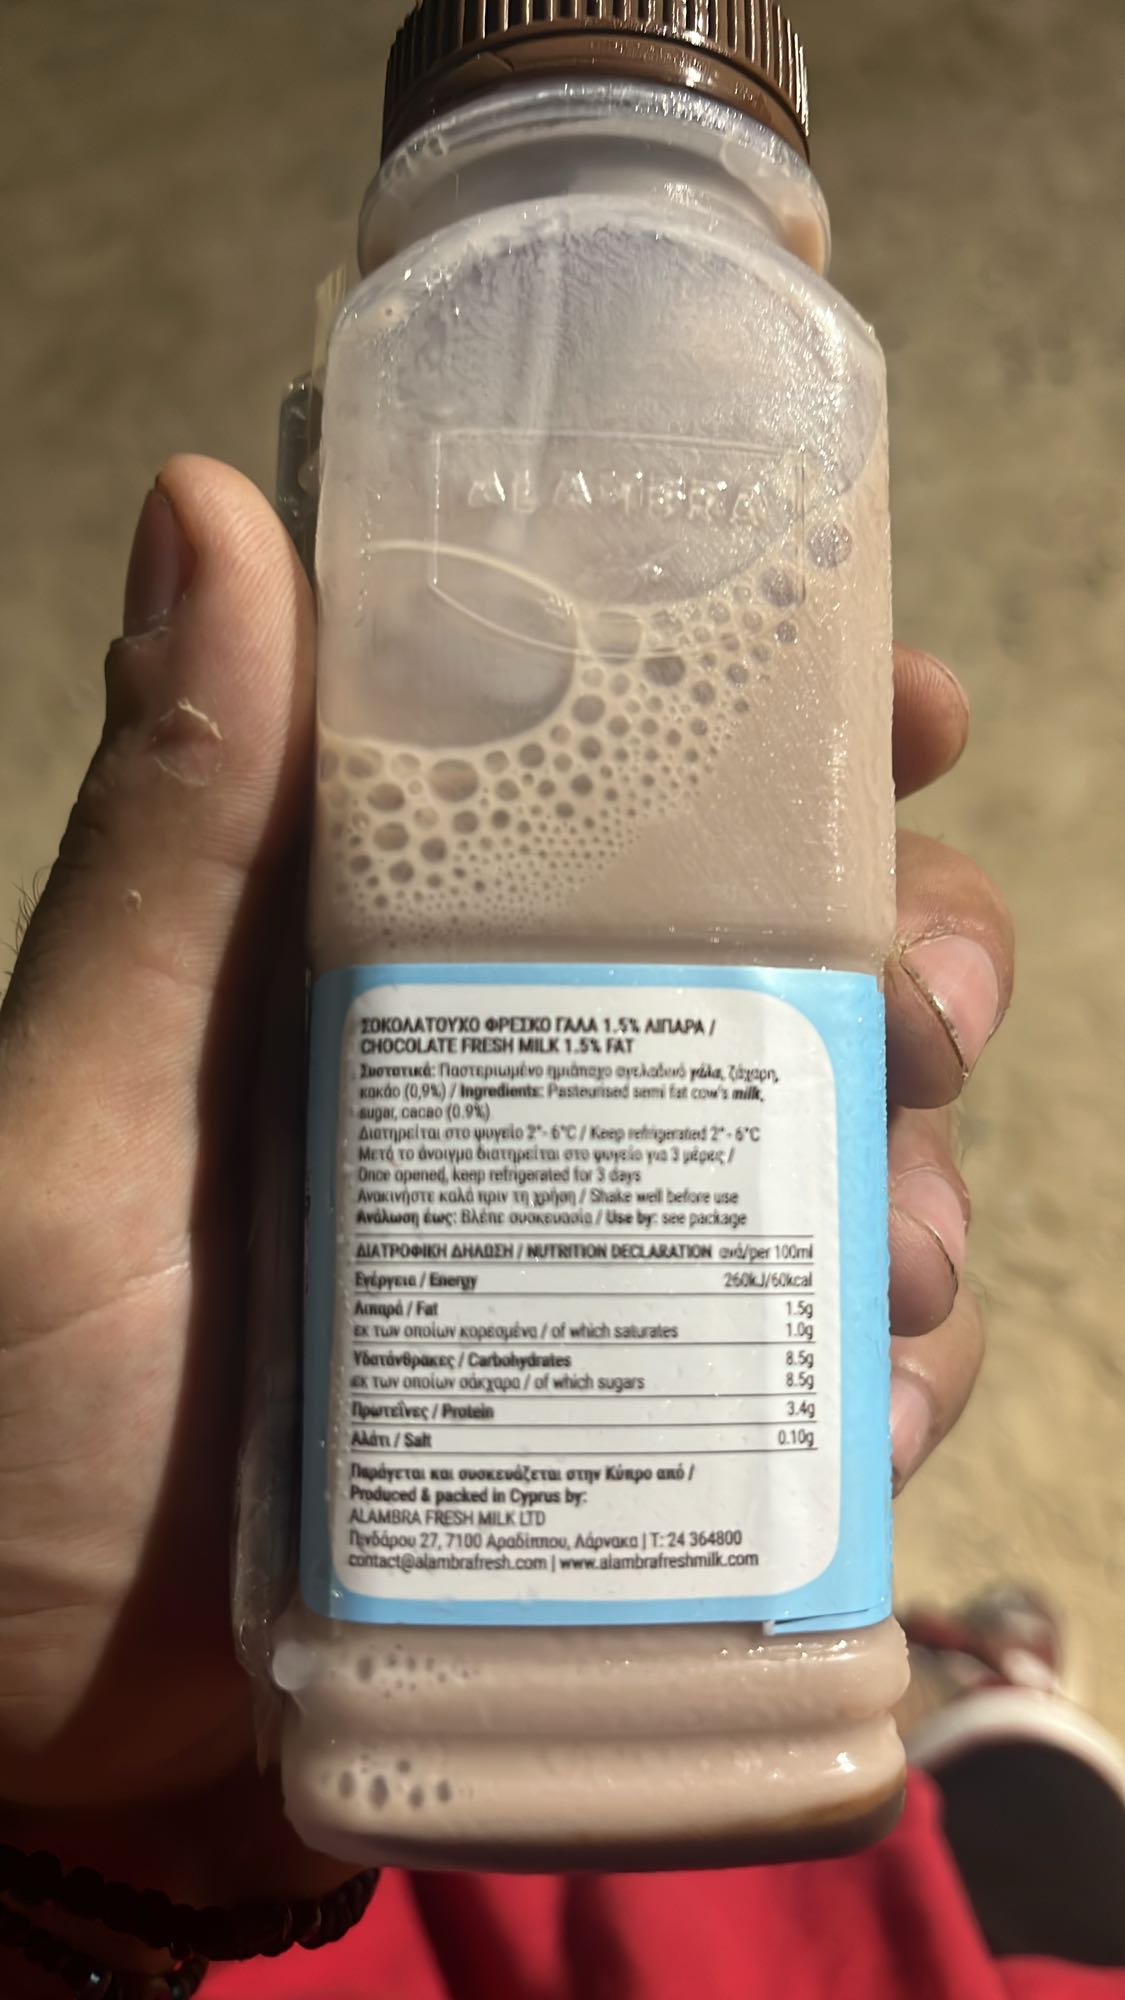 ALAMBRA
ΣΟΚΟΛΑΤΟΥΧΟ ΦΡΕΣΚΟ ΓΑΛΑ 1.5% ΛΙΠΑΡΑ /
CHOCOLATE FRESH MILK 1.5% FAT
Συστατικά: Παστεριωμένο ημιάπαχο αγελαδινό γάλα, ζάχαρη,
κακάο (0,9%) / Ingredients: Pasteurised semi fat cow's milk,
sugar, cacao (0.9%)
Διατηρείται στο ψυγείο 2°- 6°C / Keep refrigerated 2°- 6°C
Μετά το άνοιγμα διατηρείται στο ψυγείο για 3 μέρες /
Once opened, keep refrigerated for 3 days
Ανακινήστε καλά πριν τη χρήση / Shake well before use
Ανάλωση έως: Βλέπε συσκευασία / Use by: see package
ΔΙΑΤΡΟΦΙΚΗ ΔΗΛΩΣΗ / NUTRITION DECLARATION ανά/per 100ml
Ενέργεια / Energy 260kJ/60kcal
Λιπαρά / Fat 1.5g
εκ των οποίων κορεσμένα / of which saturates 1.0g
Υδατάνθρακες / Carbohydrates 8.5g
εκ των οποίων σάκχαρα / of which sugars 8.5g
Πρωτεΐνες / Protein 3.4g
Αλάτι / Salt 0.10g
Παράγεται και συσκευάζεται στην Κύπρο από /
Produced & packed in Cyprus by:
ALAMBRA FRESH MILK LTD
Πινδάρου 27, 7100 Αραδίππου, Λάρνακα | T: 24 364800
contact@alambrafresh.com | www.alambrafreshmilk.com